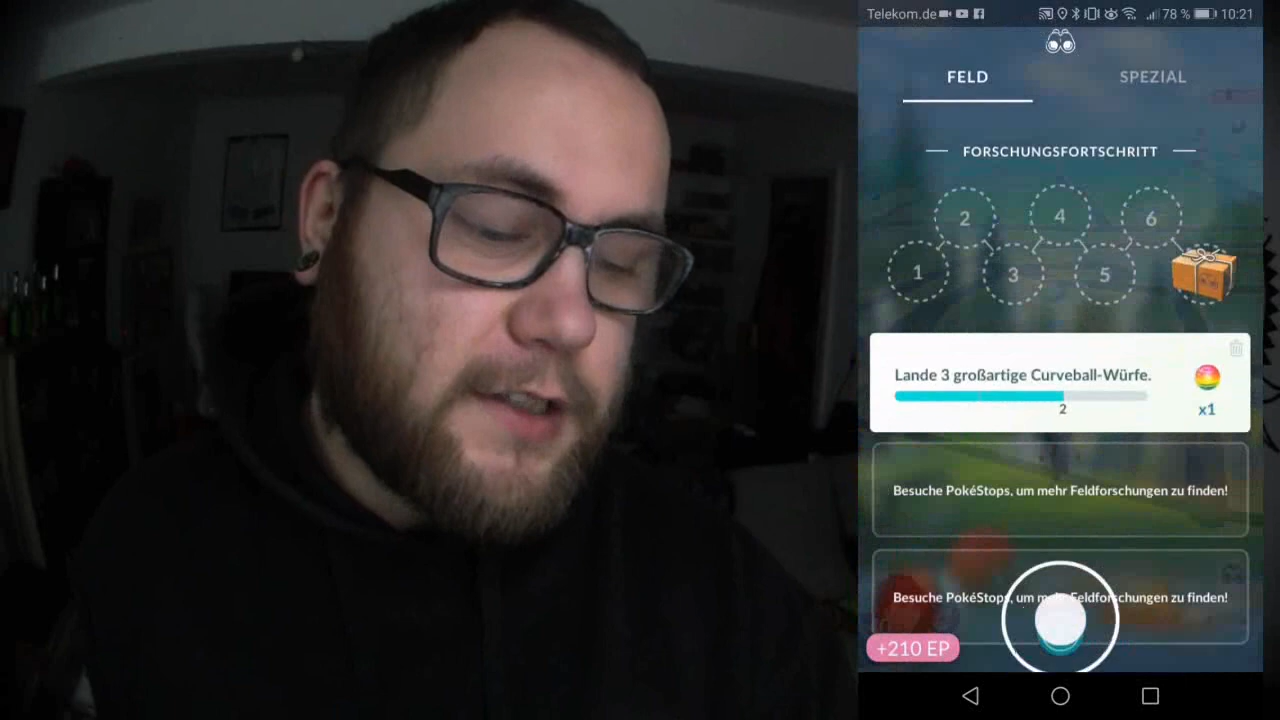 Telekom.de 78 % 10:21
FELD SPEZIAL
FORSCHUNGSFORTSCHRITT
2 4 6
1 3 5
Lande 3 großartige Curveball-Würfe.
2
x1
Besuche PokéStops, um mehr Feldforschungen zu finden!
Besuche PokéStops, um mehr Feldforschungen zu finden!
+210 EP